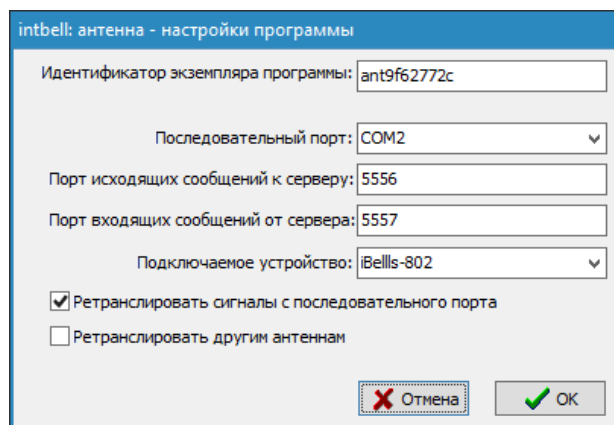 intbell: антенна - настройки программы
Идентификатор экземпляра программы: ant9f62772c
Последовательный порт: COM2
Порт исходящих сообщений к серверу: 5556
Порт входящих сообщений от сервера: 5557
Подключаемое устройство: iBellls-802
Ретранслировать сигналы с последовательного порта
Ретранслировать другим антеннам
Отмена OK